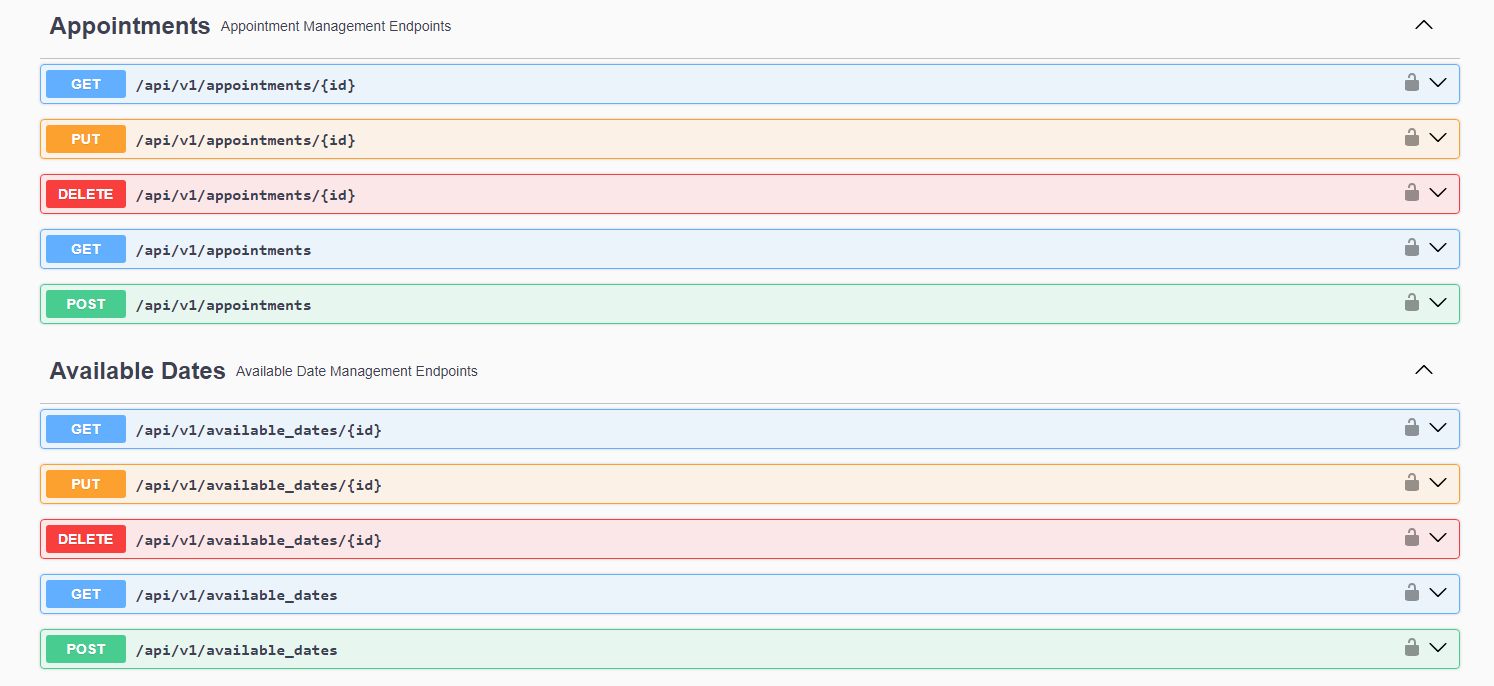 Appointments Appointment Management Endpoints
GET /api/v1/appointments/{id}
PUT /api/v1/appointments/{id}
DELETE /api/v1/appointments/{id}
GET /api/v1/appointments
POST /api/v1/appointments
Available Dates Available Date Management Endpoints
GET /api/v1/available_dates/{id}
PUT /api/v1/available_dates/{id}
DELETE /api/v1/available_dates/{id}
GET /api/v1/available_dates
POST /api/v1/available_dates